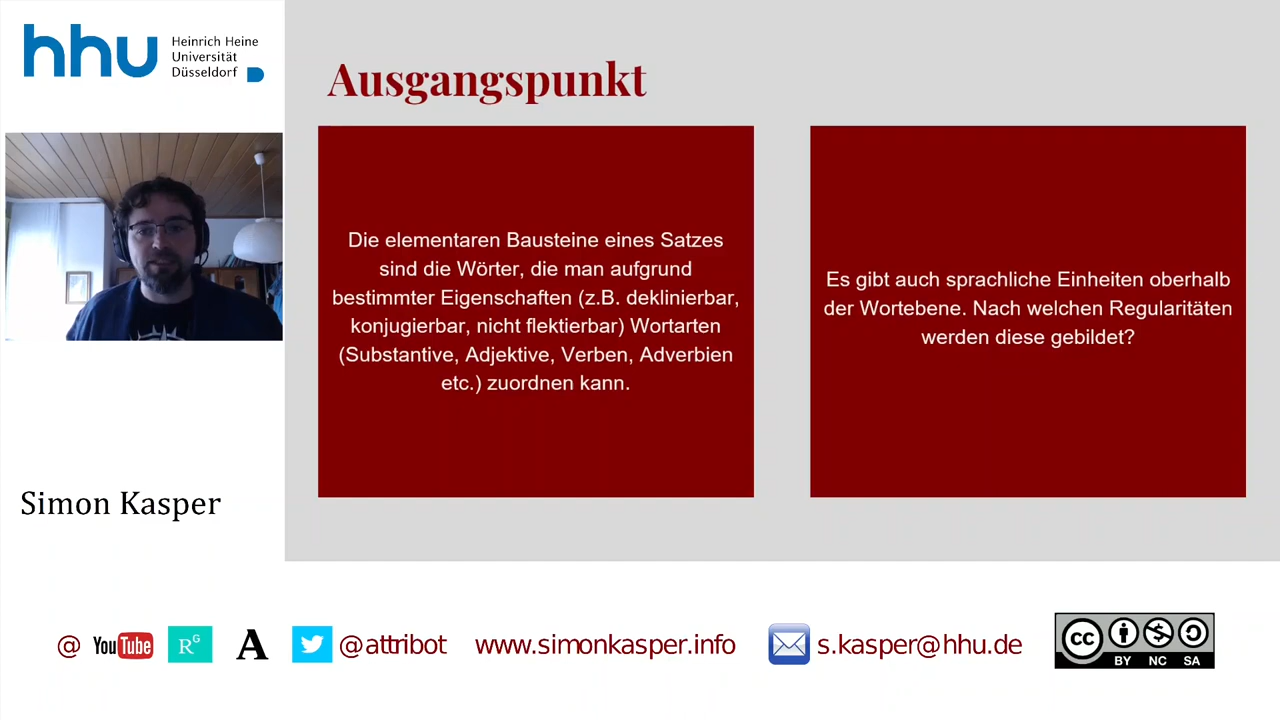 hhu
Heinrich Heine
Universität
Düsseldorf
Ausgangspunkt
Die elementaren Bausteine eines Satzes
sind die Wörter, die man aufgrund
bestimmter Eigenschaften (z.B. deklinierbar,
konjugierbar, nicht flektierbar) Wortarten
(Substantive, Adjektive, Verben, Adverbien
etc.) zuordnen kann.
Es gibt auch sprachliche Einheiten oberhalb
der Wortebene. Nach welchen Regularitäten
werden diese gebildet?
Simon Kasper
@ YouTube RG A @attribot www.simonkasper.info s.kasper@hhu.de
cc
BY NC SA